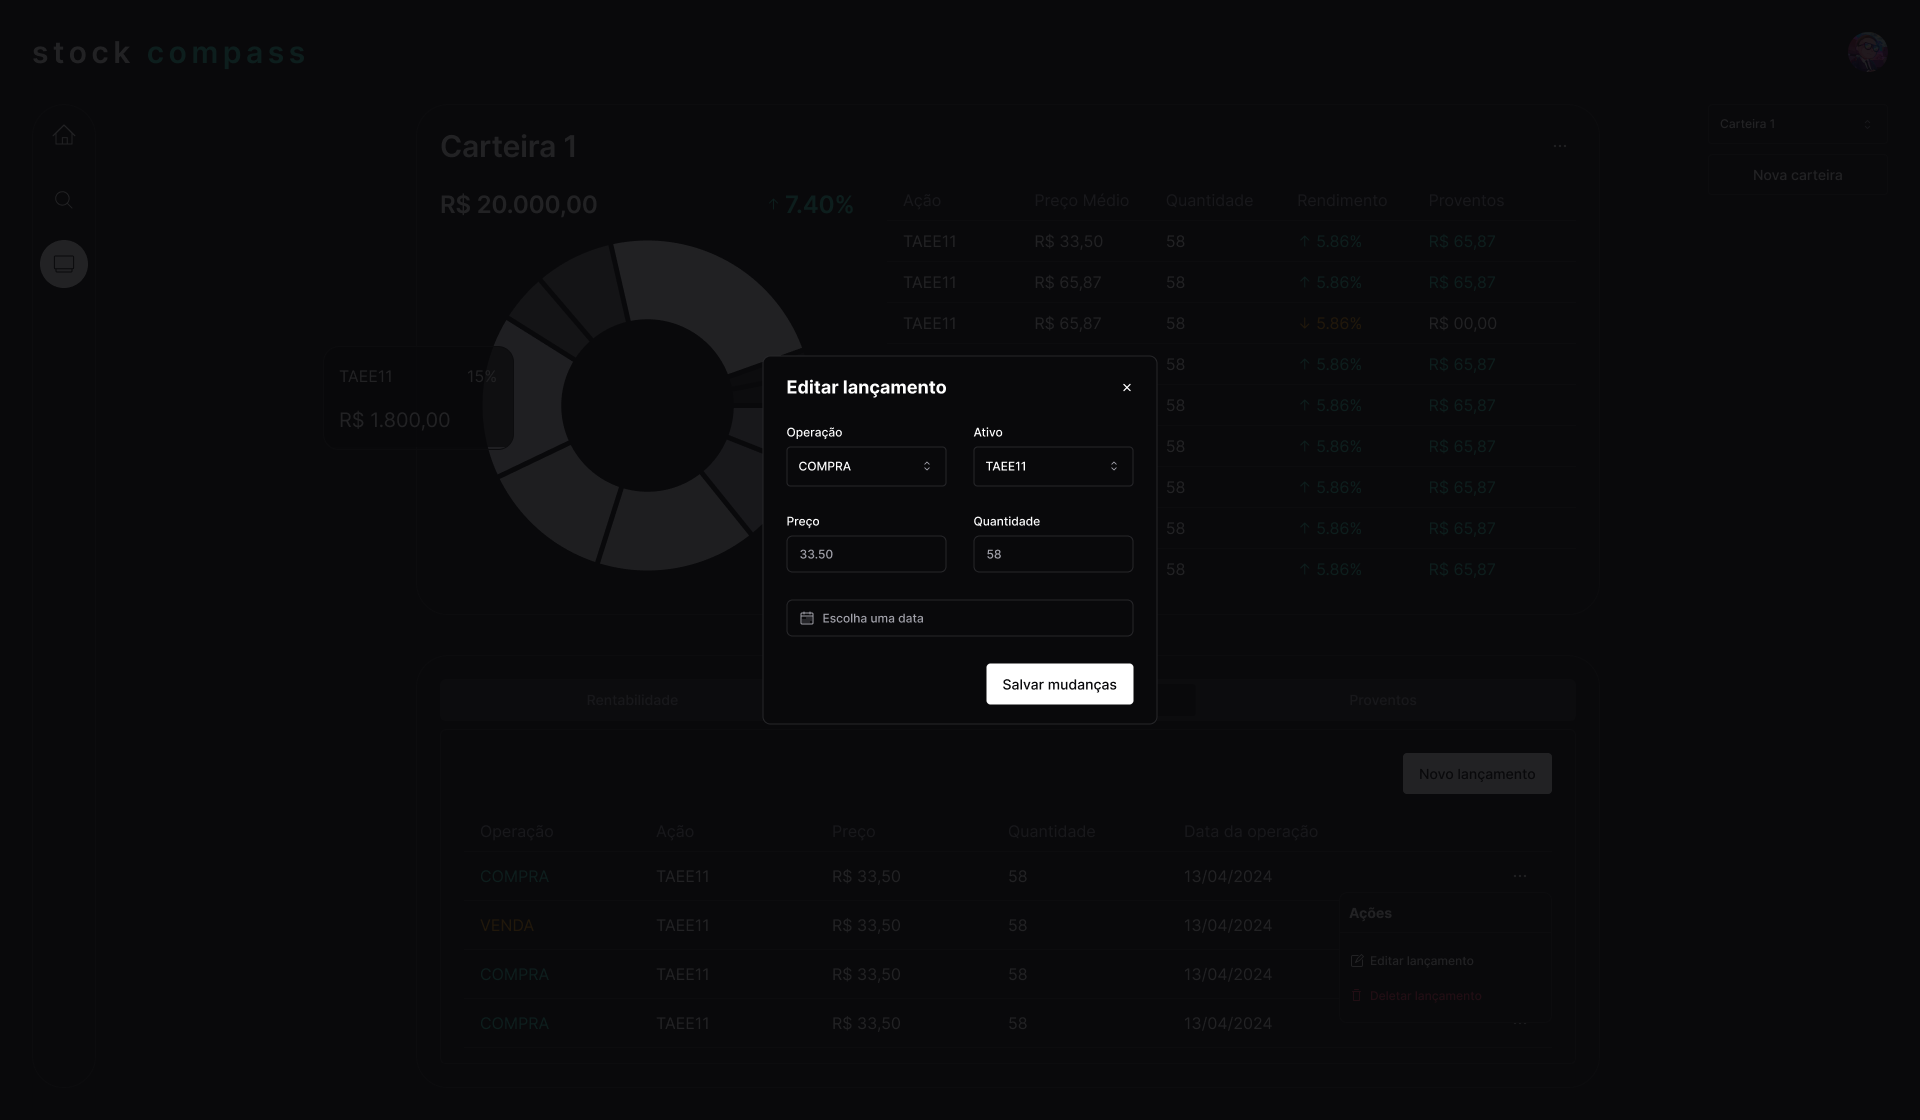 stock compass
Carteira 1
Nova carteira
Carteira 1
R$ 20.000,00
↑ 7.40%
TAEE11 15%
R$ 1.800,00
Ação Preço Médio Quantidade Rendimento Proventos
TAEE11 R$ 33,50 58 ↑ 5.86% R$ 65,87
TAEE11 R$ 65,87 58 ↑ 5.86% R$ 65,87
TAEE11 R$ 65,87 58 ↓ 5.86% R$ 00,00
58 ↑ 5.86% R$ 65,87
58 ↑ 5.86% R$ 65,87
58 ↑ 5.86% R$ 65,87
58 ↑ 5.86% R$ 65,87
58 ↑ 5.86% R$ 65,87
58 ↑ 5.86% R$ 65,87
Editar lançamento
Operação Ativo
COMPRA TAEE11
Preço Quantidade
33.50 58
Escolha uma data
Salvar mudanças
Rentabilidade Proventos
Novo lançamento
Operação Ação Preço Quantidade Data da operação
COMPRA TAEE11 R$ 33,50 58 13/04/2024 ...
VENDA TAEE11 R$ 33,50 58 13/04/2024
COMPRA TAEE11 R$ 33,50 58 13/04/2024
COMPRA TAEE11 R$ 33,50 58 13/04/2024 ...
Ações
Editar lançamento
Deletar lançamento